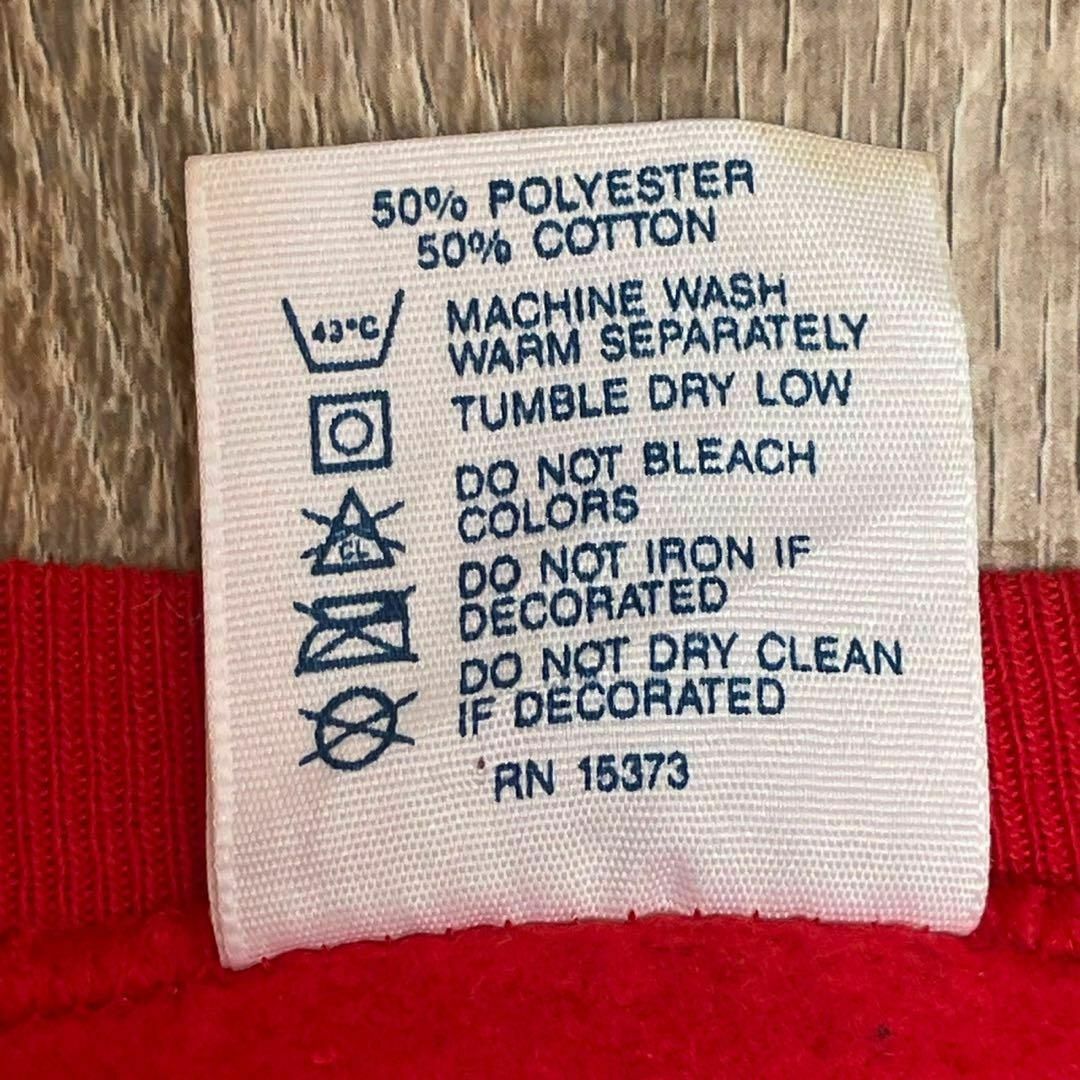 50% POLYESTER
50% COTTON
43°C
MACHINE WASH
WARM SEPARATELY
TUMBLE DRY LOW
CL
DO NOT BLEACH
COLORS
DO NOT IRON IF
DECORATED
DO NOT DRY CLEAN
IF DECORATED
RN 15373